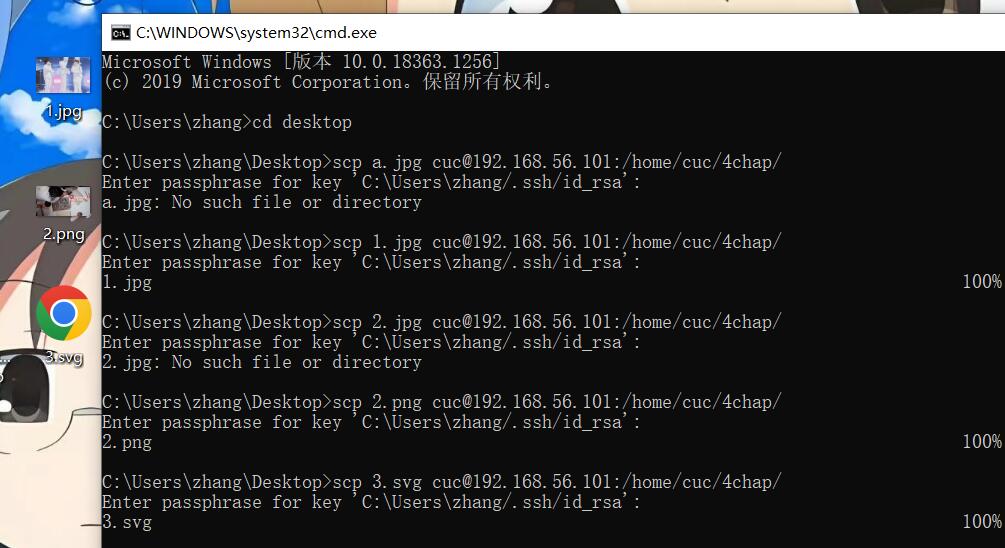 C:\WINDOWS\system32\cmd.exe
Microsoft Windows [版本 10.0.18363.1256]
(c) 2019 Microsoft Corporation。保留所有权利。
C:\Users\zhang>cd desktop
C:\Users\zhang\Desktop>scp a.jpg cuc@192.168.56.101:/home/cuc/4chap/
Enter passphrase for key 'C:\Users\zhang/.ssh/id_rsa':
a.jpg: No such file or directory
C:\Users\zhang\Desktop>scp 1.jpg cuc@192.168.56.101:/home/cuc/4chap/
Enter passphrase for key 'C:\Users\zhang/.ssh/id_rsa':
1.jpg 100%
C:\Users\zhang\Desktop>scp 2.jpg cuc@192.168.56.101:/home/cuc/4chap/
Enter passphrase for key 'C:\Users\zhang/.ssh/id_rsa':
2.jpg: No such file or directory
C:\Users\zhang\Desktop>scp 2.png cuc@192.168.56.101:/home/cuc/4chap/
Enter passphrase for key 'C:\Users\zhang/.ssh/id_rsa':
2.png 100%
C:\Users\zhang\Desktop>scp 3.svg cuc@192.168.56.101:/home/cuc/4chap/
Enter passphrase for key 'C:\Users\zhang/.ssh/id_rsa':
3.svg 100%
1.jpg
2.png
3.svg